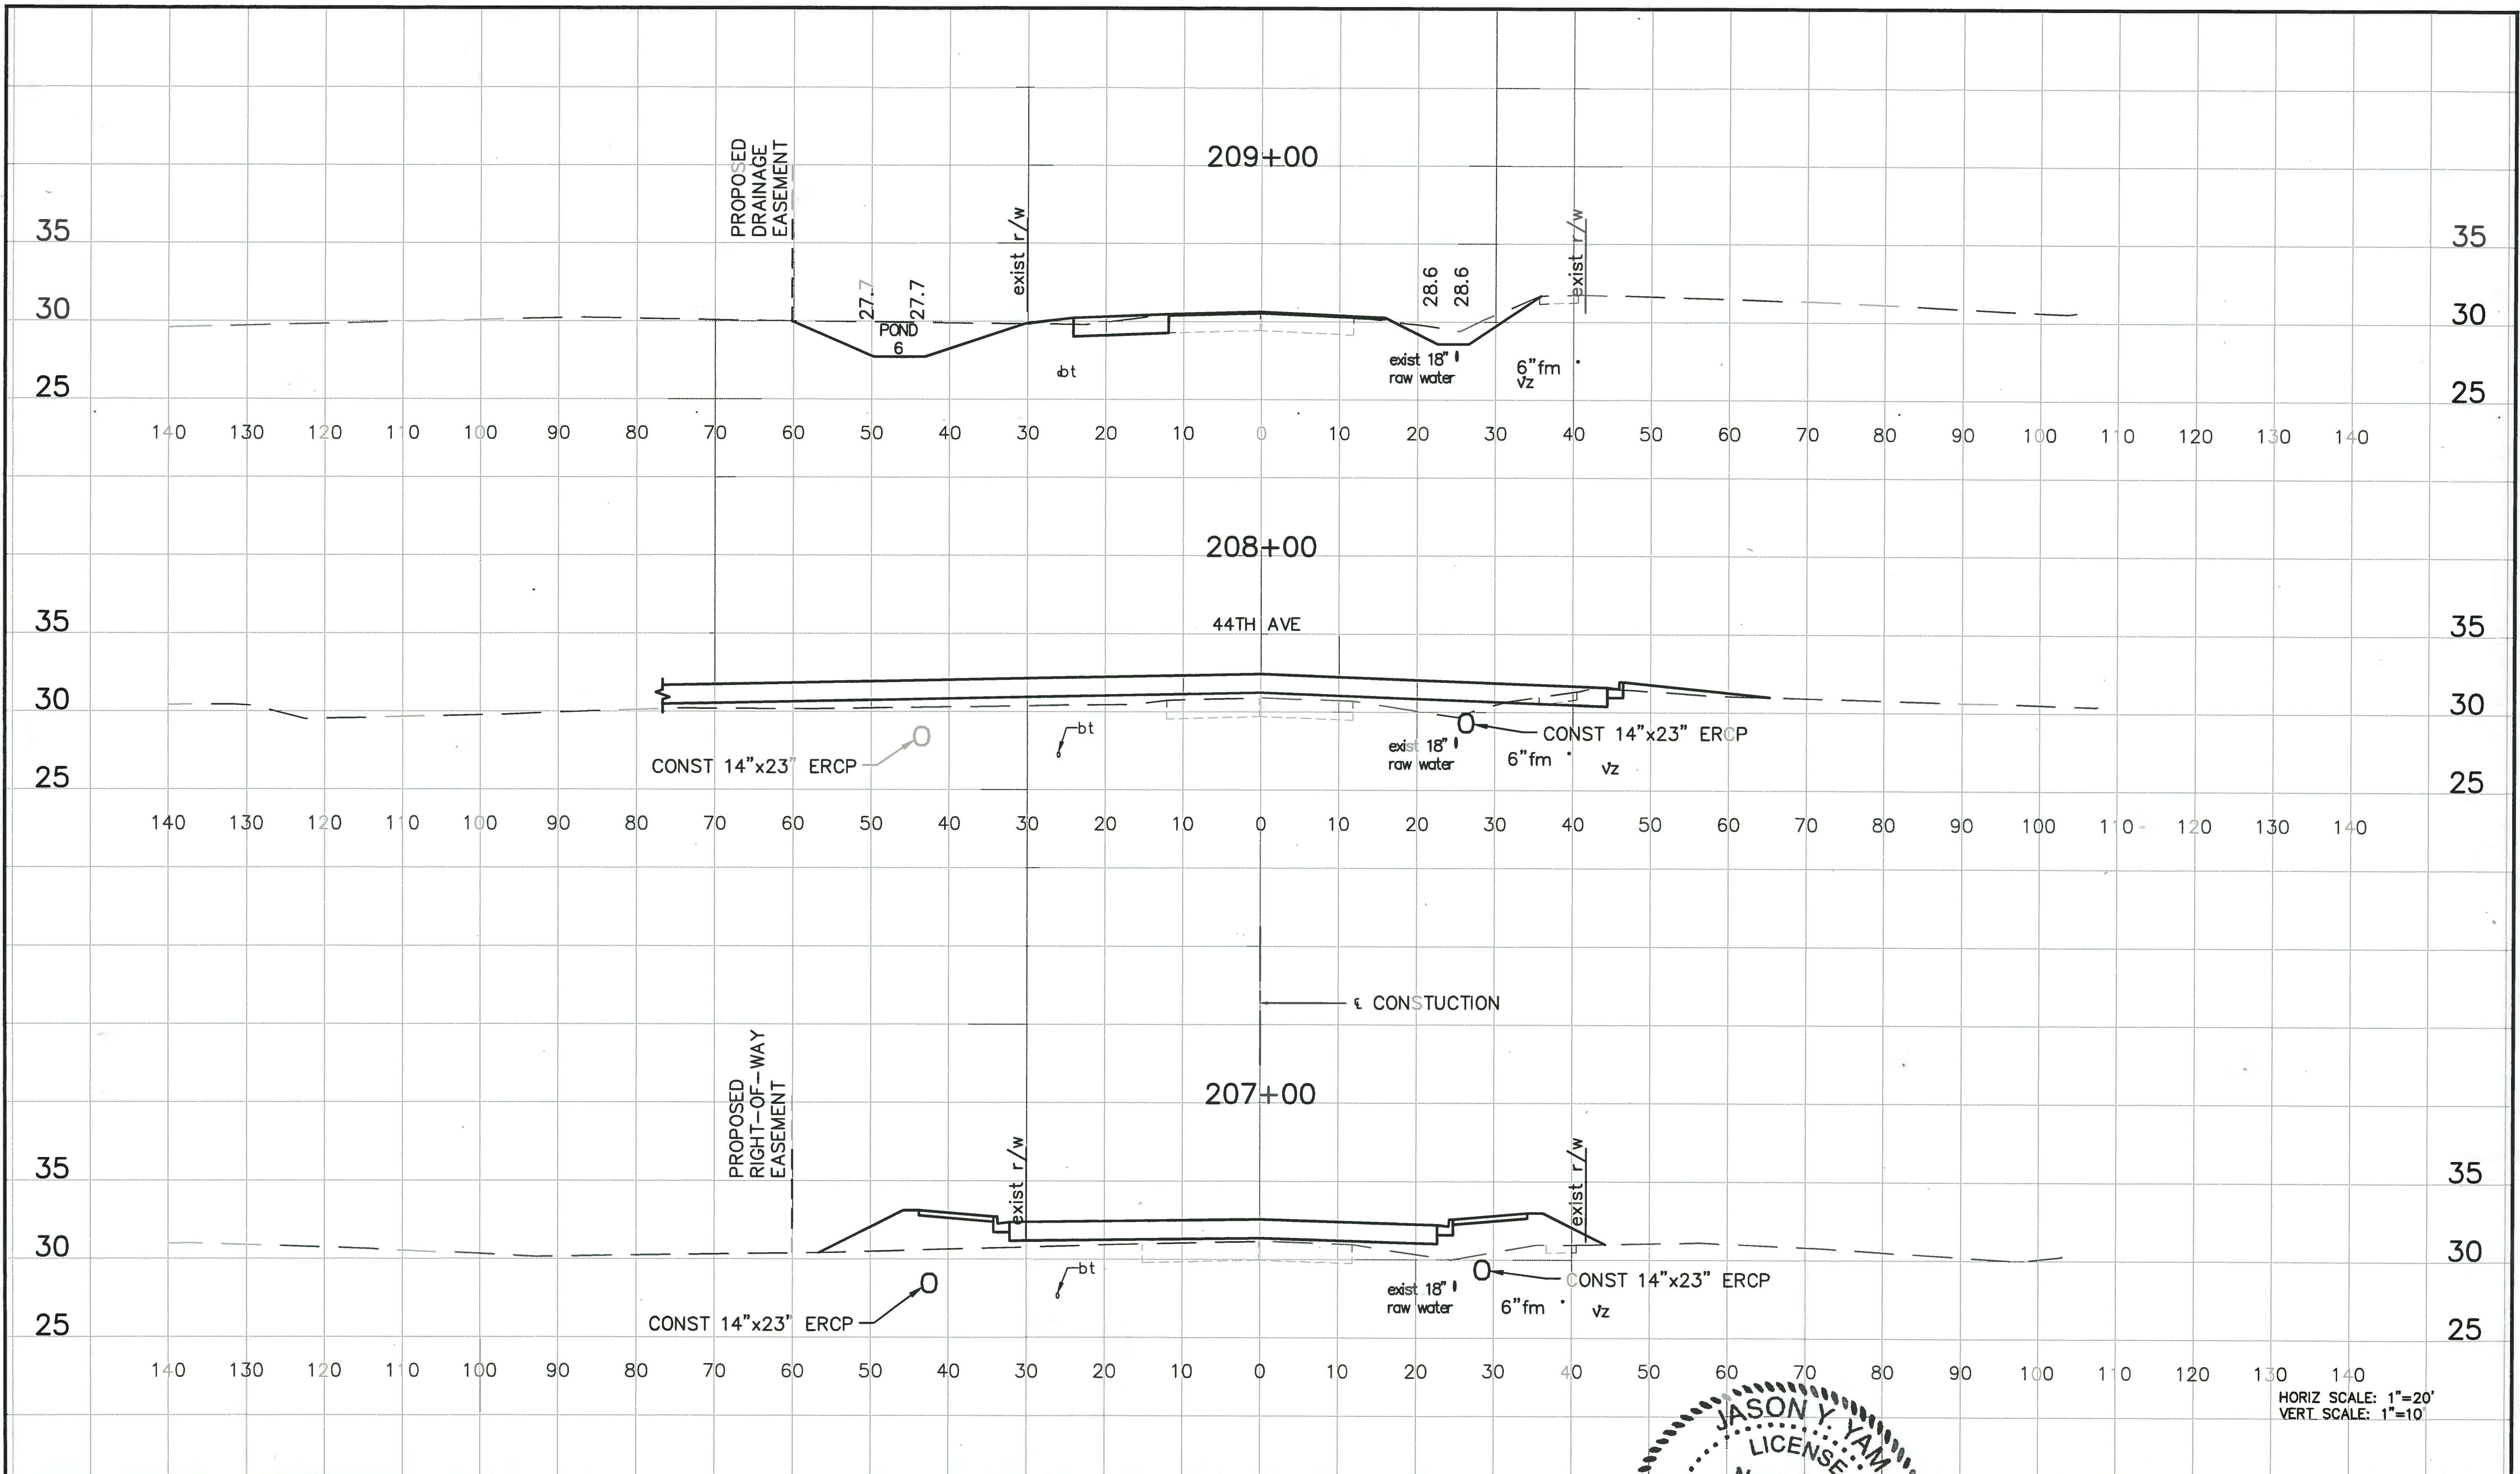 209+00
PROPOSED
DRAINAGE
EASEMENT
exist r/w
exist r/w
35 35
27.7 27.7 28.6 28.6
30 30
POND
6
bt
exist 18"
raw water
6"fm
vz
25 25
140 130 120 110 100 90 80 70 60 50 40 30 20 10 0 10 20 30 40 50 60 70 80 90 100 110 120 130 140
208+00
35 35
44TH AVE
30 30
bt
CONST 14"x23" ERCP
CONST 14"x23" ERCP
exist 18"
raw water
6"fm
vz
25 25
140 130 120 110 100 90 80 70 60 50 40 30 20 10 0 10 20 30 40 50 60 70 80 90 100 110 120 130 140
℄ CONSTUCTION
207+00
PROPOSED
RIGHT-OF-WAY
EASEMENT
exist r/w
exist r/w
35 35
30 30
bt
CONST 14"x23" ERCP
CONST 14"x23" ERCP
exist 18"
raw water
6"fm
vz
25 25
140 130 120 110 100 90 80 70 60 50 40 30 20 10 0 10 20 30 40 50 60 70 80 90 100 110 120 130 140
HORIZ SCALE: 1"=20'
VERT SCALE: 1"=10'
JASON Y. YAM
LICENSE